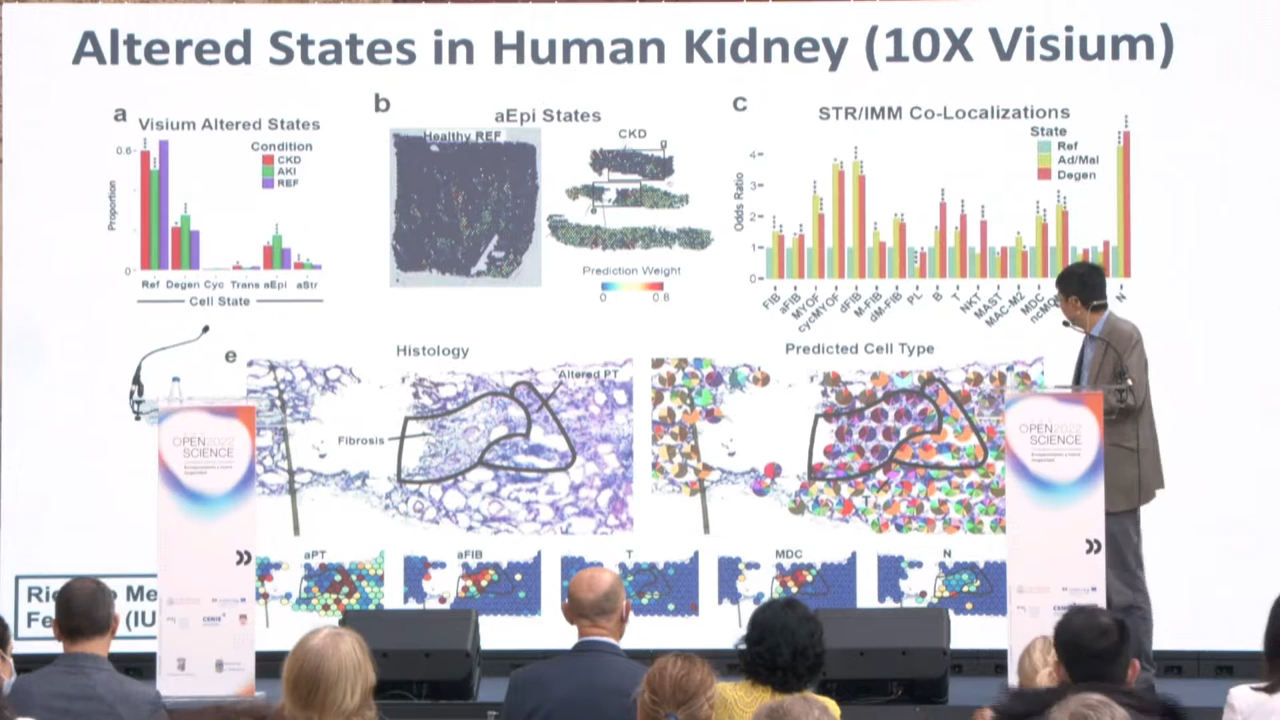 Altered States in Human Kidney (10X Visium)
a
Visium Altered States
Condition
CKD
AKI
REF
0.6
0
Proportion
Ref Degen Cyc Trans aEpi aStr
Cell State
b
aEpi States
Healthy REF
CKD
Prediction Weight
0 0.8
c
STR/IMM Co-Localizations
State
Ref
Ad/Mal
Degen
Odds Ratio
4
3
2
1
0
FIB
aFIB
MYOF
cycMYOF
dFIB
M-FIB
dM-FIB
PL
B
T
NKT
MAST
MAC-M2
MDC
N
e
Histology
Altered PT
Fibrosis
Predicted Cell Type
aPT
aFIB
T
MDC
N
Fe
(IU
OPEN2022
SCIENCE
OPEN2022
SCIENCE